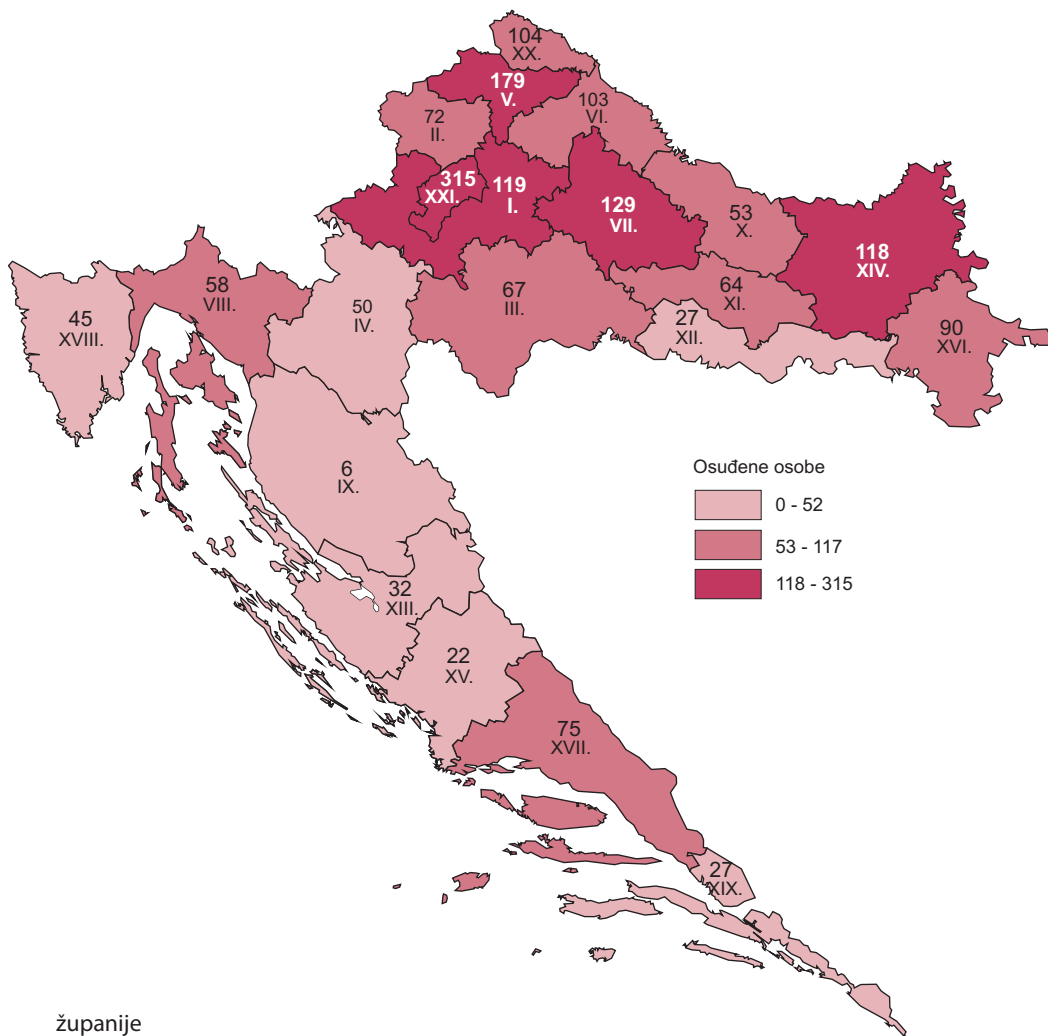 104
XX.
179
V.
103
VI.
72
II.
315
XXI.
119
I.
129
VII.
53
X.
118
XIV.
58
VIII.
45
XVIII.
50
IV.
67
III.
64
XI.
27
XII.
90
XVI.
6
IX.
Osuđene osobe
0 - 52
53 - 117
118 - 315
32
XIII.
22
XV.
75
XVII.
27
XIX.
županije